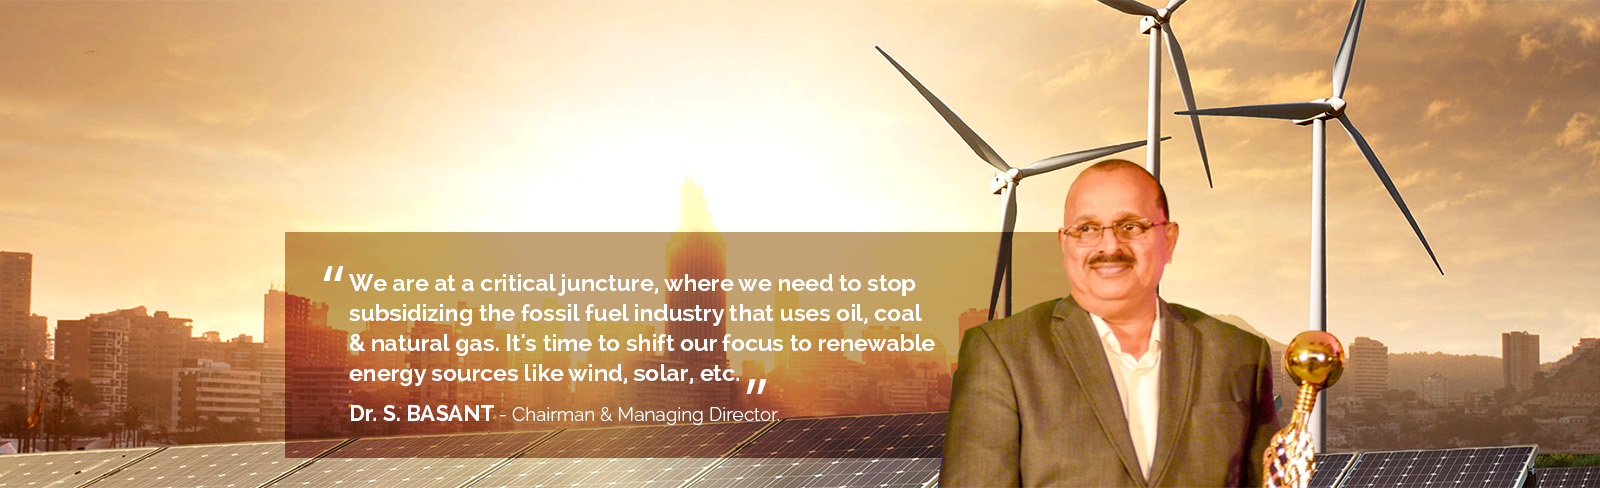 “ We are at a critical juncture, where we need to stop
subsidizing the fossil fuel industry that uses oil, coal
& natural gas. It's time to shift our focus to renewable
energy sources like wind, solar, etc. ”
Dr. S. BASANT - Chairman & Managing Director.